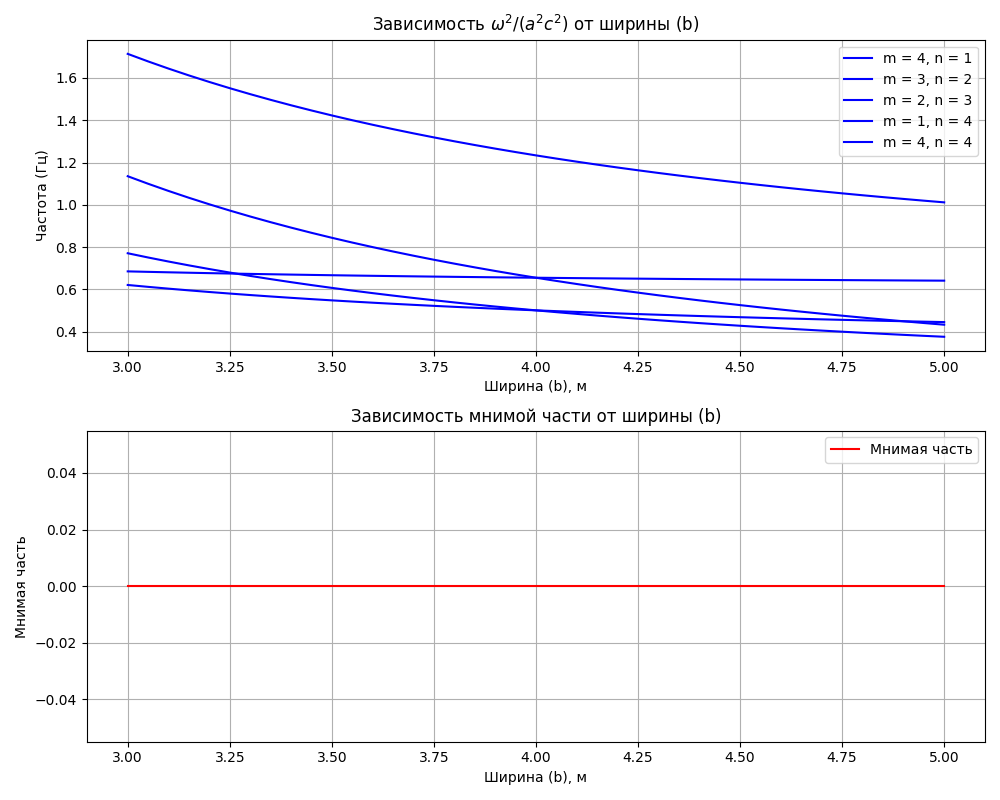 Зависимость ω²/(a²c²) от ширины (b)
Частота (Гц)
1.6
1.4
1.2
1.0
0.8
0.6
0.4
m = 4, n = 1
m = 3, n = 2
m = 2, n = 3
m = 1, n = 4
m = 4, n = 4
3.00 3.25 3.50 3.75 4.00 4.25 4.50 4.75 5.00
Ширина (b), м
Зависимость мнимой части от ширины (b)
Мнимая часть
0.04
0.02
0.00
−0.02
−0.04
Мнимая часть
3.00 3.25 3.50 3.75 4.00 4.25 4.50 4.75 5.00
Ширина (b), м